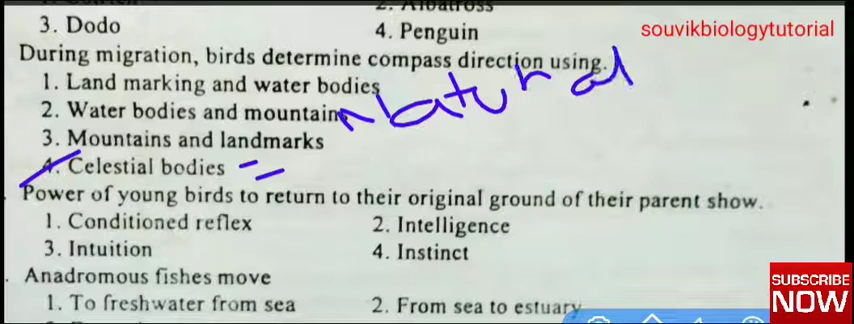 2. Albatross
3. Dodo
4. Penguin
souvikbiologytutorial
During migration, birds determine compass direction using.
1. Land marking and water bodies
2. Water bodies and mountains
Natural
3. Mountains and landmarks
4. Celestial bodies
Power of young birds to return to their original ground of their parent show.
1. Conditioned reflex
2. Intelligence
3. Intuition
4. Instinct
Anadromous fishes move
1. To freshwater from sea
2. From sea to estuary
SUBSCRIBE
NOW